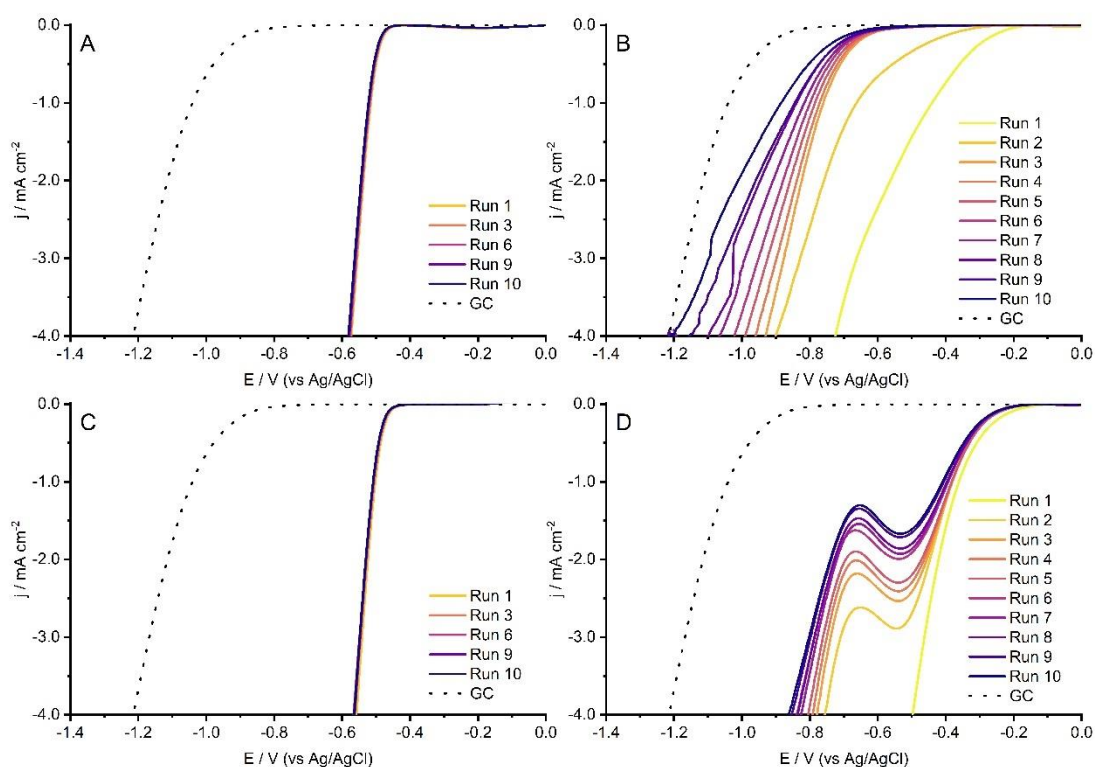 A
0.0
-1.0
-2.0
-3.0
-4.0
j / mA cm⁻²
-1.4 -1.2 -1.0 -0.8 -0.6 -0.4 -0.2 0.0
E / V (vs Ag/AgCl)
Run 1
Run 3
Run 6
Run 9
Run 10
GC
B
0.0
-1.0
-2.0
-3.0
-4.0
j / mA cm⁻²
-1.4 -1.2 -1.0 -0.8 -0.6 -0.4 -0.2 0.0
E / V (vs Ag/AgCl)
Run 1
Run 2
Run 3
Run 4
Run 5
Run 6
Run 7
Run 8
Run 9
Run 10
GC
C
0.0
-1.0
-2.0
-3.0
-4.0
j / mA cm⁻²
-1.4 -1.2 -1.0 -0.8 -0.6 -0.4 -0.2 0.0
E / V (vs Ag/AgCl)
Run 1
Run 3
Run 6
Run 9
Run 10
GC
D
0.0
-1.0
-2.0
-3.0
-4.0
j / mA cm⁻²
-1.4 -1.2 -1.0 -0.8 -0.6 -0.4 -0.2 0.0
E / V (vs Ag/AgCl)
Run 1
Run 2
Run 3
Run 4
Run 5
Run 6
Run 7
Run 8
Run 9
Run 10
GC